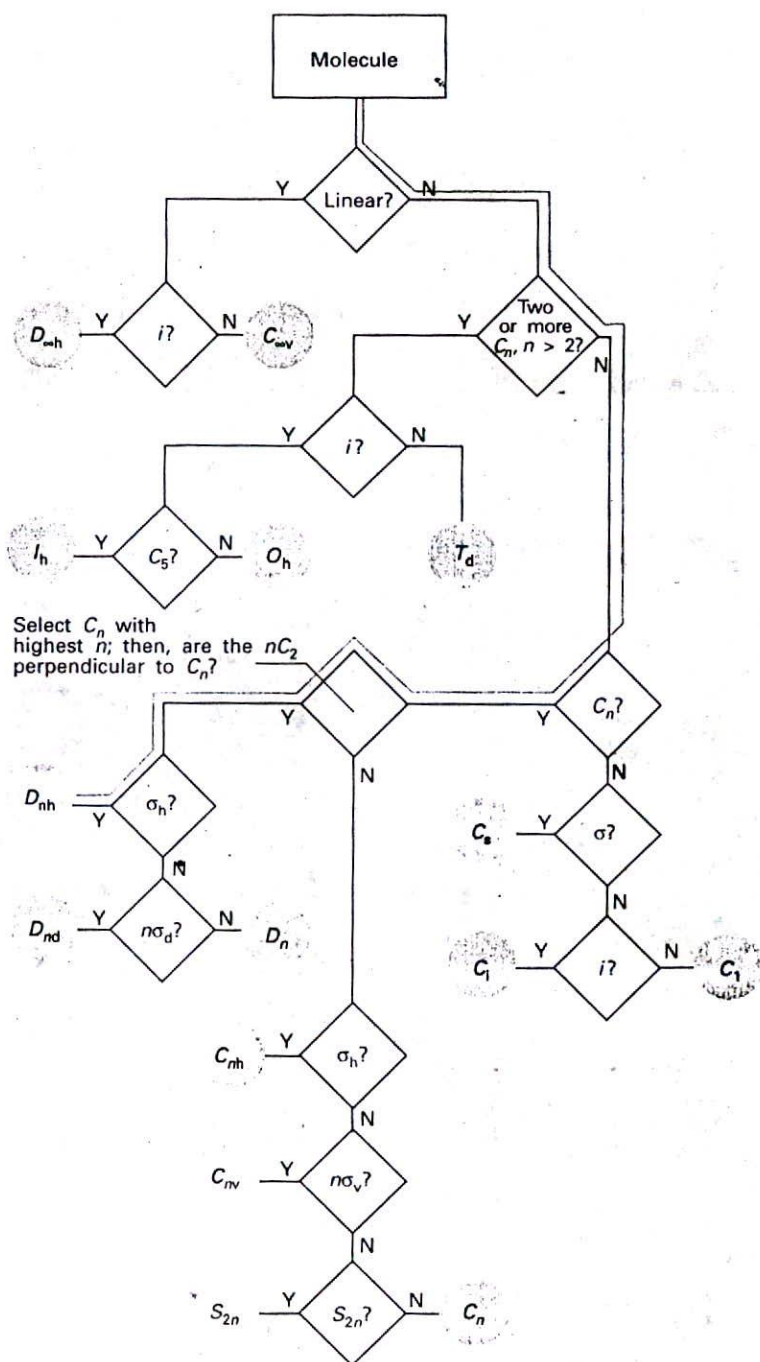 Molecule
Y Linear? N
Two
or more
Y Cn, n > 2? N
D∞h Y i? N C∞v
Y i? N
Ih Y C5? N Oh Td
Select Cn with
highest n; then, are the nC2
perpendicular to Cn?
Y N
Y Cn? N
Dnh Y σh? N
Cs Y σ? N
Dnd Y nσd? N Dn
Ci Y i? N C1
Cnh Y σh? N
Cnv Y nσv? N
S2n Y S2n? N Cn